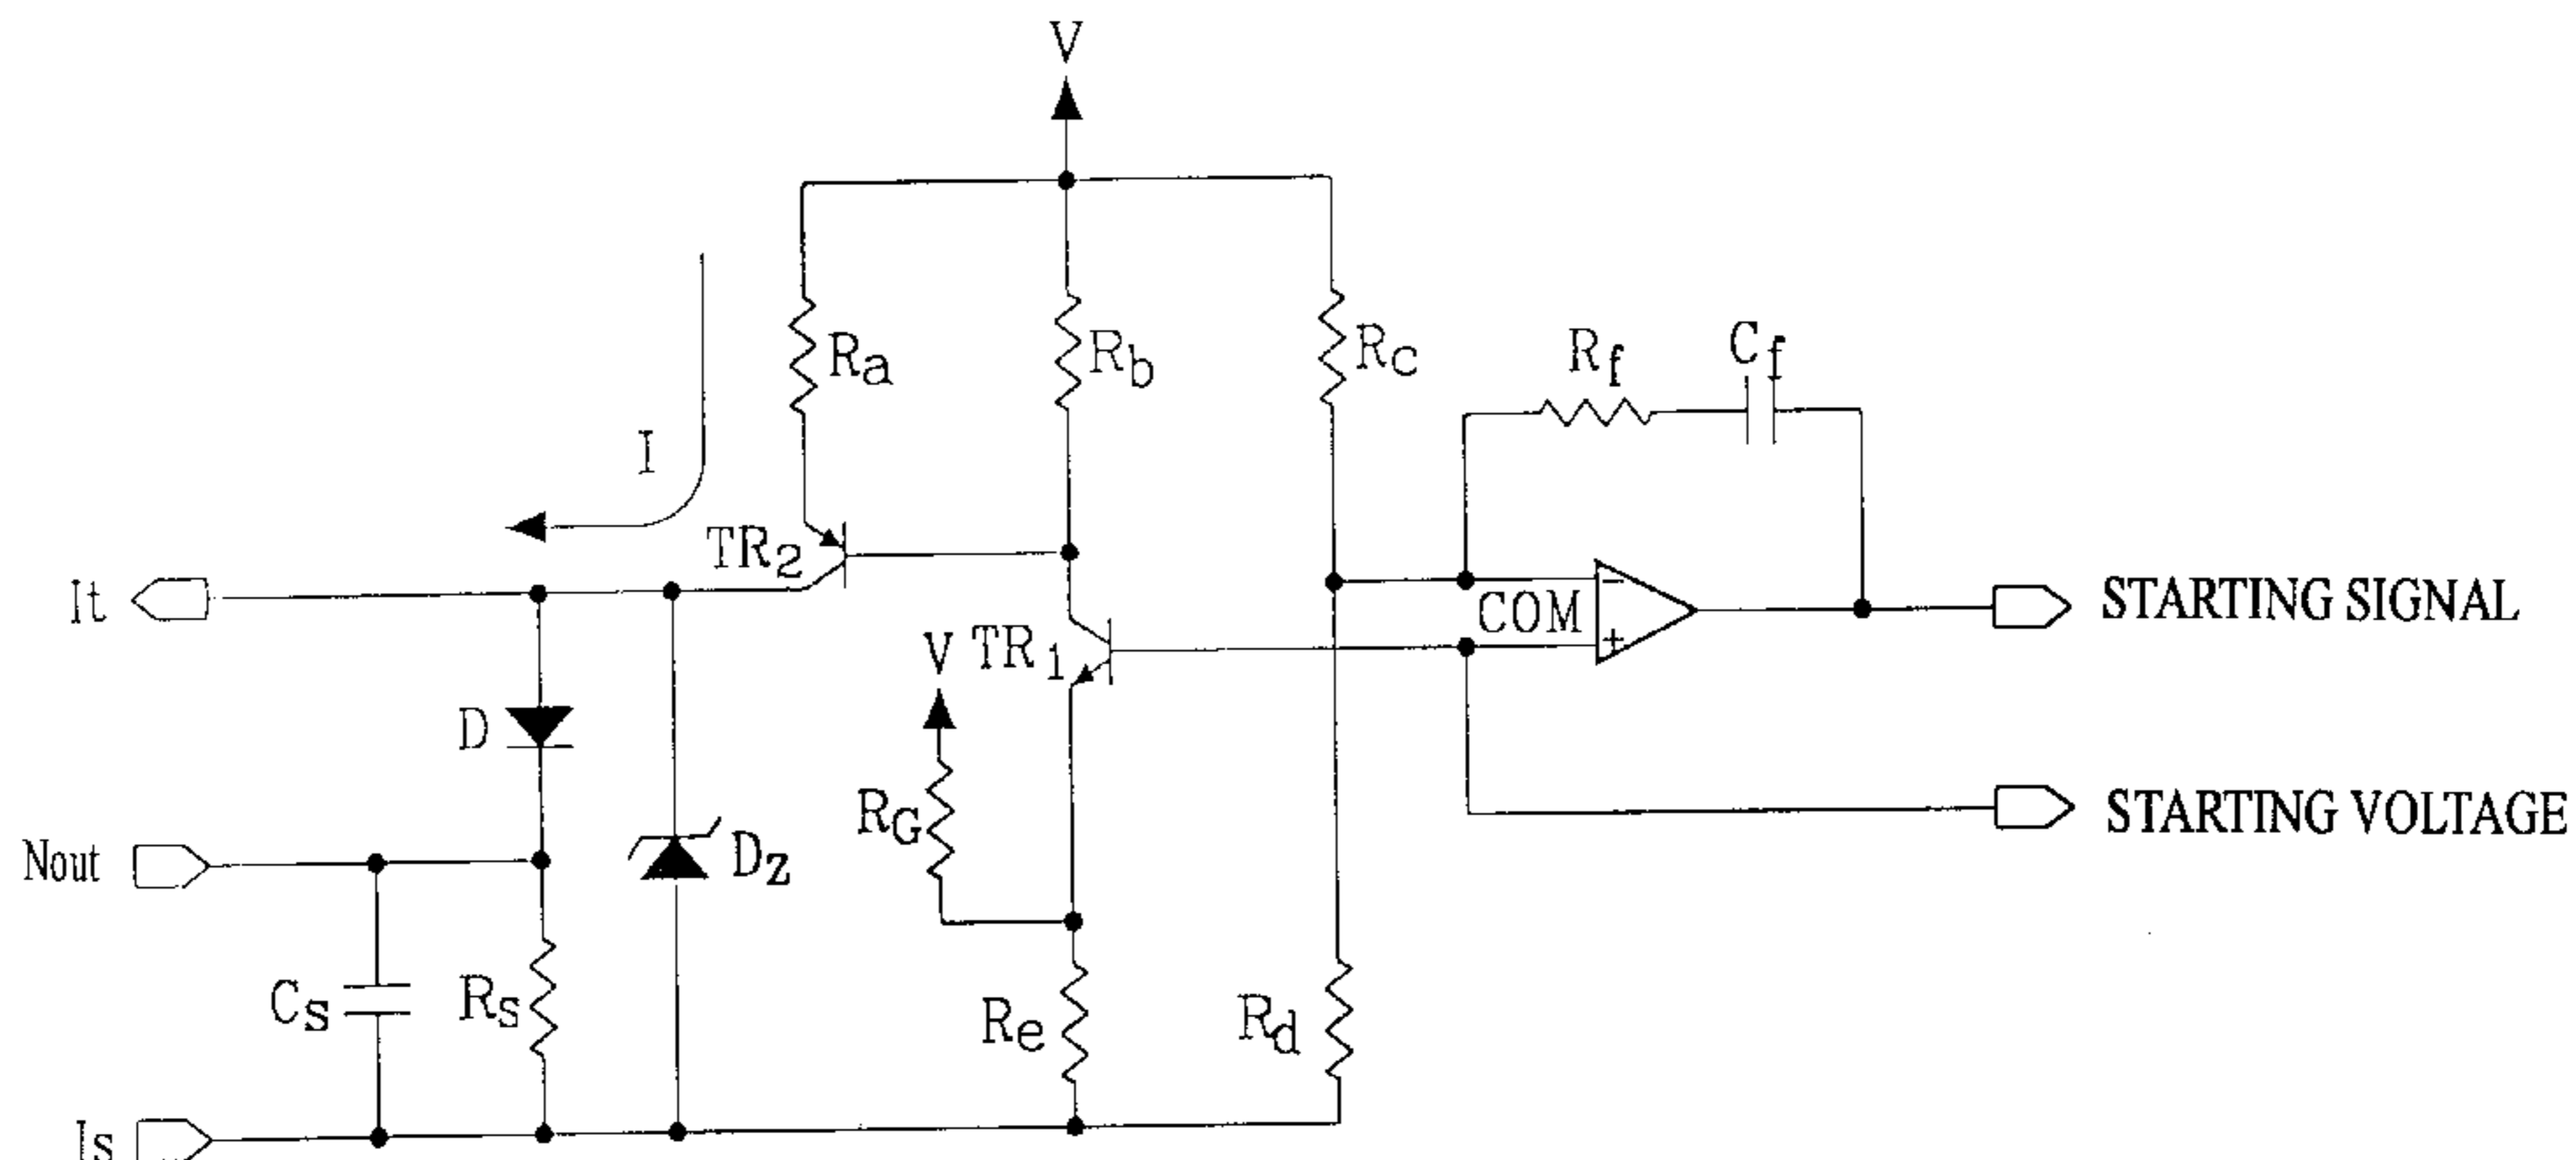 V
Ra
Rb
Rc
Rf
Cf
I
TR2
It
COM
STARTING SIGNAL
V
TR1
D
RG
STARTING VOLTAGE
Nout
Dz
Cs
Rs
Re
Rd
Is